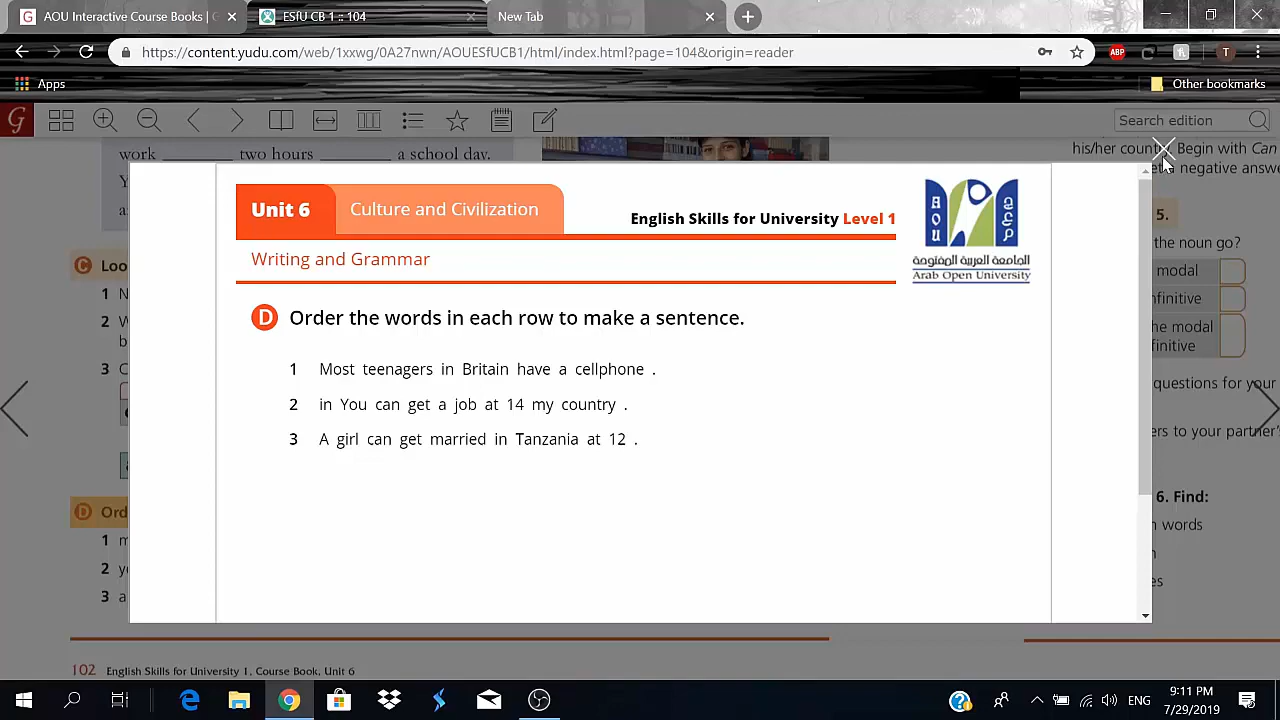 AOU Interactive Course Books | G
ESfU CB 1 :: 104
New Tab
https://content.yudu.com/web/1xxwg/0A27nwn/AOUESfUCB1/html/index.html?page=104&origin=reader
ABP
T
Apps
Other bookmarks
G
Search edition
work ________ two hours ________ a school day.
his/her country. Begin with Can
negative answe
Unit 6
Culture and Civilization
English Skills for University Level 1
A O U
الجامعة العربية المفتوحة
Arab Open University
Writing and Grammar
D Order the words in each row to make a sentence.
1 Most teenagers in Britain have a cellphone .
2 in You can get a job at 14 my country .
3 A girl can get married in Tanzania at 12 .
C Loo
1 N
2 W
b
3 C
D Ord
1 m
2 yo
3 a
5.
the noun go?
modal
nfinitive
he modal
finitive
questions for your
ers to your partner's
6. Find:
words
102 English Skills for University 1, Course Book, Unit 6
ENG
9:11 PM
7/29/2019